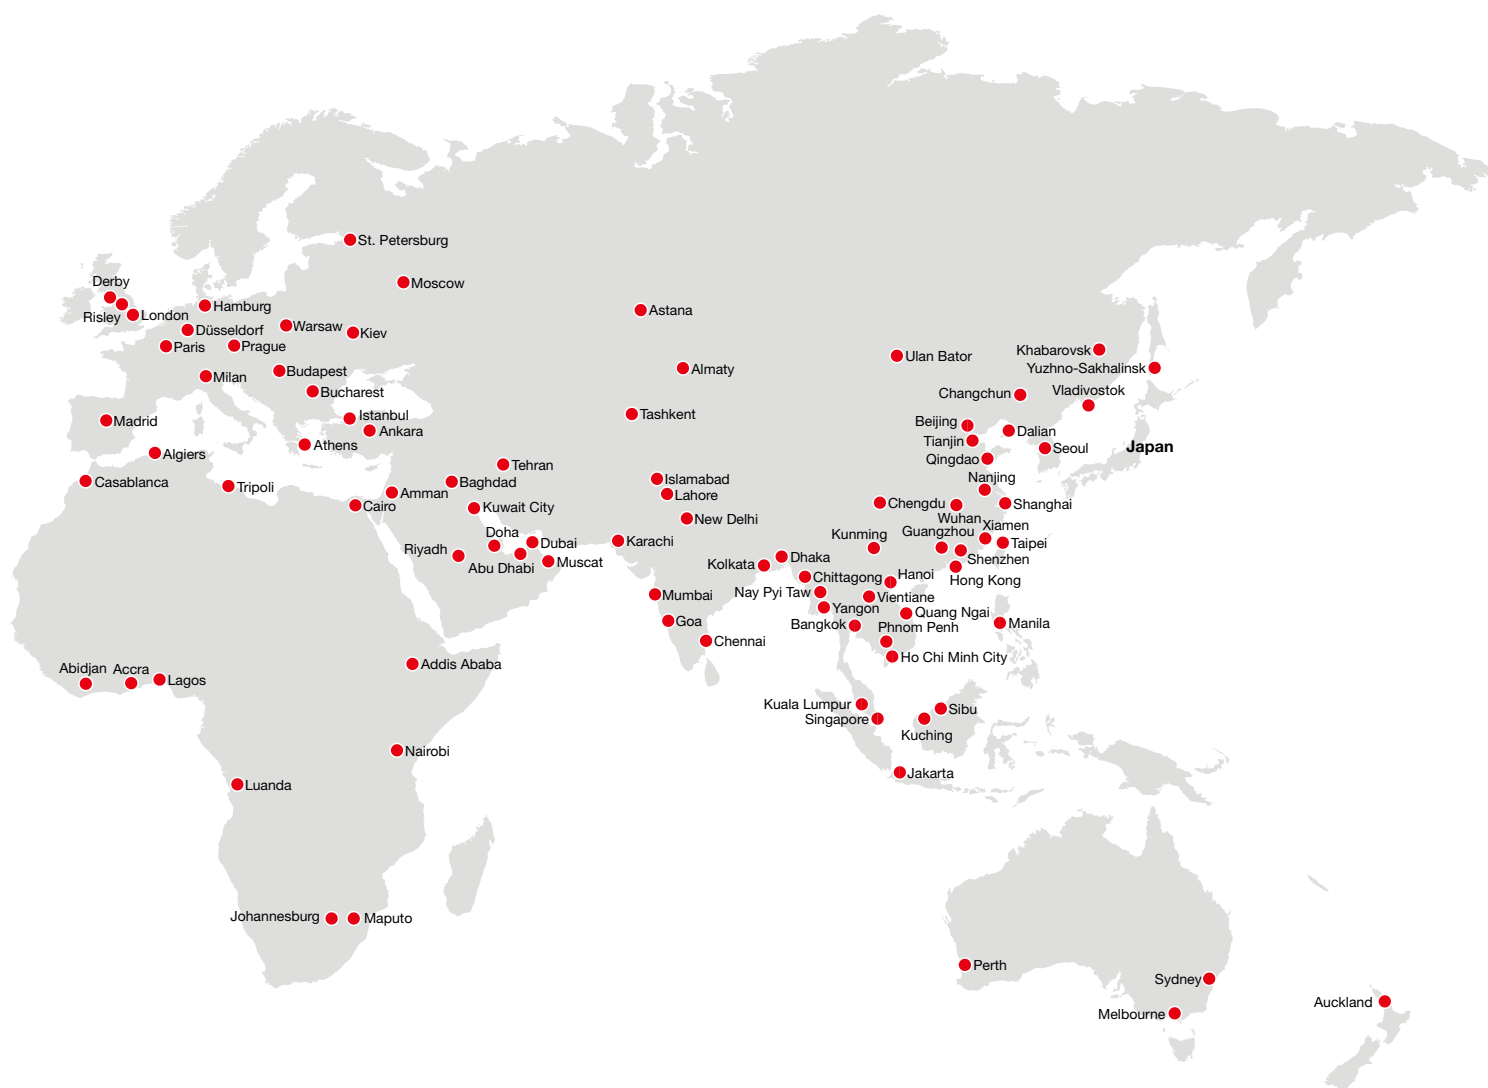 St. Petersburg
Moscow
Derby
Risley
London
Hamburg
Düsseldorf
Warsaw
Kiev
Paris
Prague
Budapest
Milan
Bucharest
Madrid
Istanbul
Ankara
Athens
Algiers
Casablanca
Tripoli
Cairo
Amman
Baghdad
Tehran
Kuwait City
Riyadh
Doha
Abu Dhabi
Dubai
Muscat
Astana
Almaty
Tashkent
Islamabad
Lahore
New Delhi
Karachi
Kolkata
Dhaka
Chittagong
Mumbai
Goa
Chennai
Nay Pyi Taw
Yangon
Bangkok
Hanoi
Vientiane
Quang Ngai
Phnom Penh
Ho Chi Minh City
Manila
Ulan Bator
Khabarovsk
Yuzhno-Sakhalinsk
Vladivostok
Changchun
Beijing
Tianjin
Dalian
Seoul
Japan
Qingdao
Nanjing
Shanghai
Chengdu
Wuhan
Xiamen
Guangzhou
Taipei
Kunming
Shenzhen
Hong Kong
Kuala Lumpur
Singapore
Sibu
Kuching
Jakarta
Abidjan
Accra
Lagos
Addis Ababa
Nairobi
Luanda
Johannesburg
Maputo
Perth
Sydney
Melbourne
Auckland